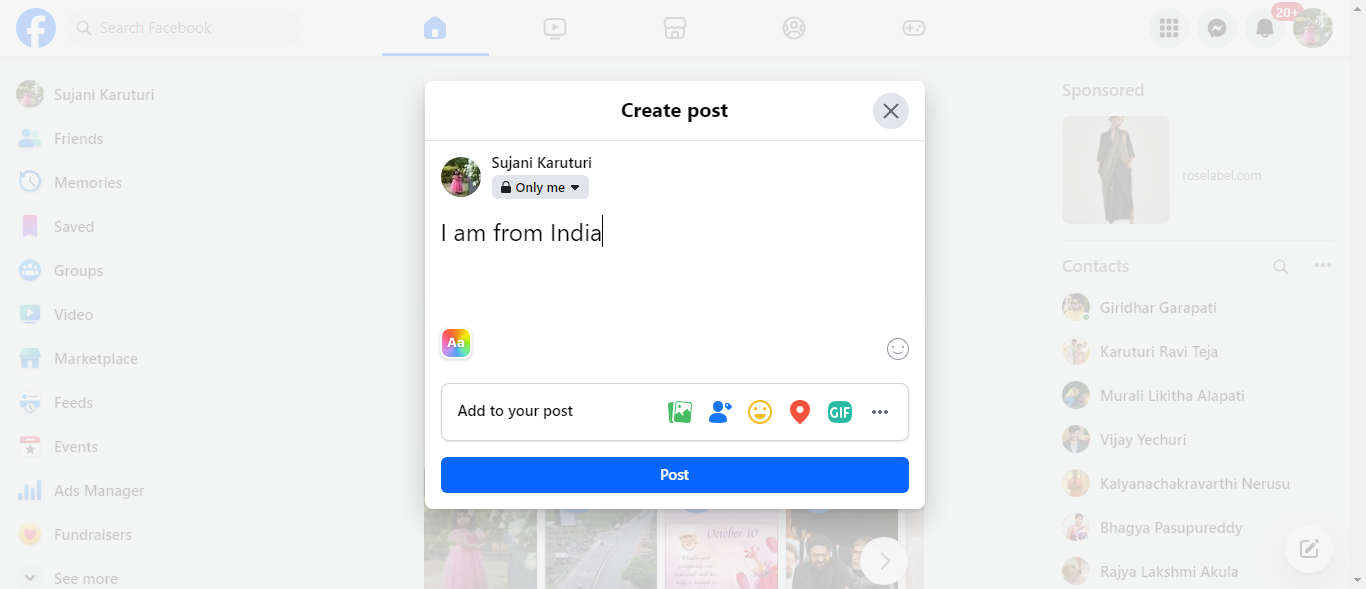 Search Facebook
20+
Sujani Karuturi
Friends
Memories
Saved
Groups
Video
Marketplace
Feeds
Events
Ads Manager
Fundraisers
See more
Create post
Sujani Karuturi
Only me
I am from India
Aa
Add to your post
GIF
Post
October 10
Sponsored
roselabel.com
Contacts
Giridhar Garapati
Karuturi Ravi Teja
Murali Likitha Alapati
Vijay Yechuri
Kalyanachakravarthi Nerusu
Bhagya Pasupureddy
Rajya Lakshmi Akula